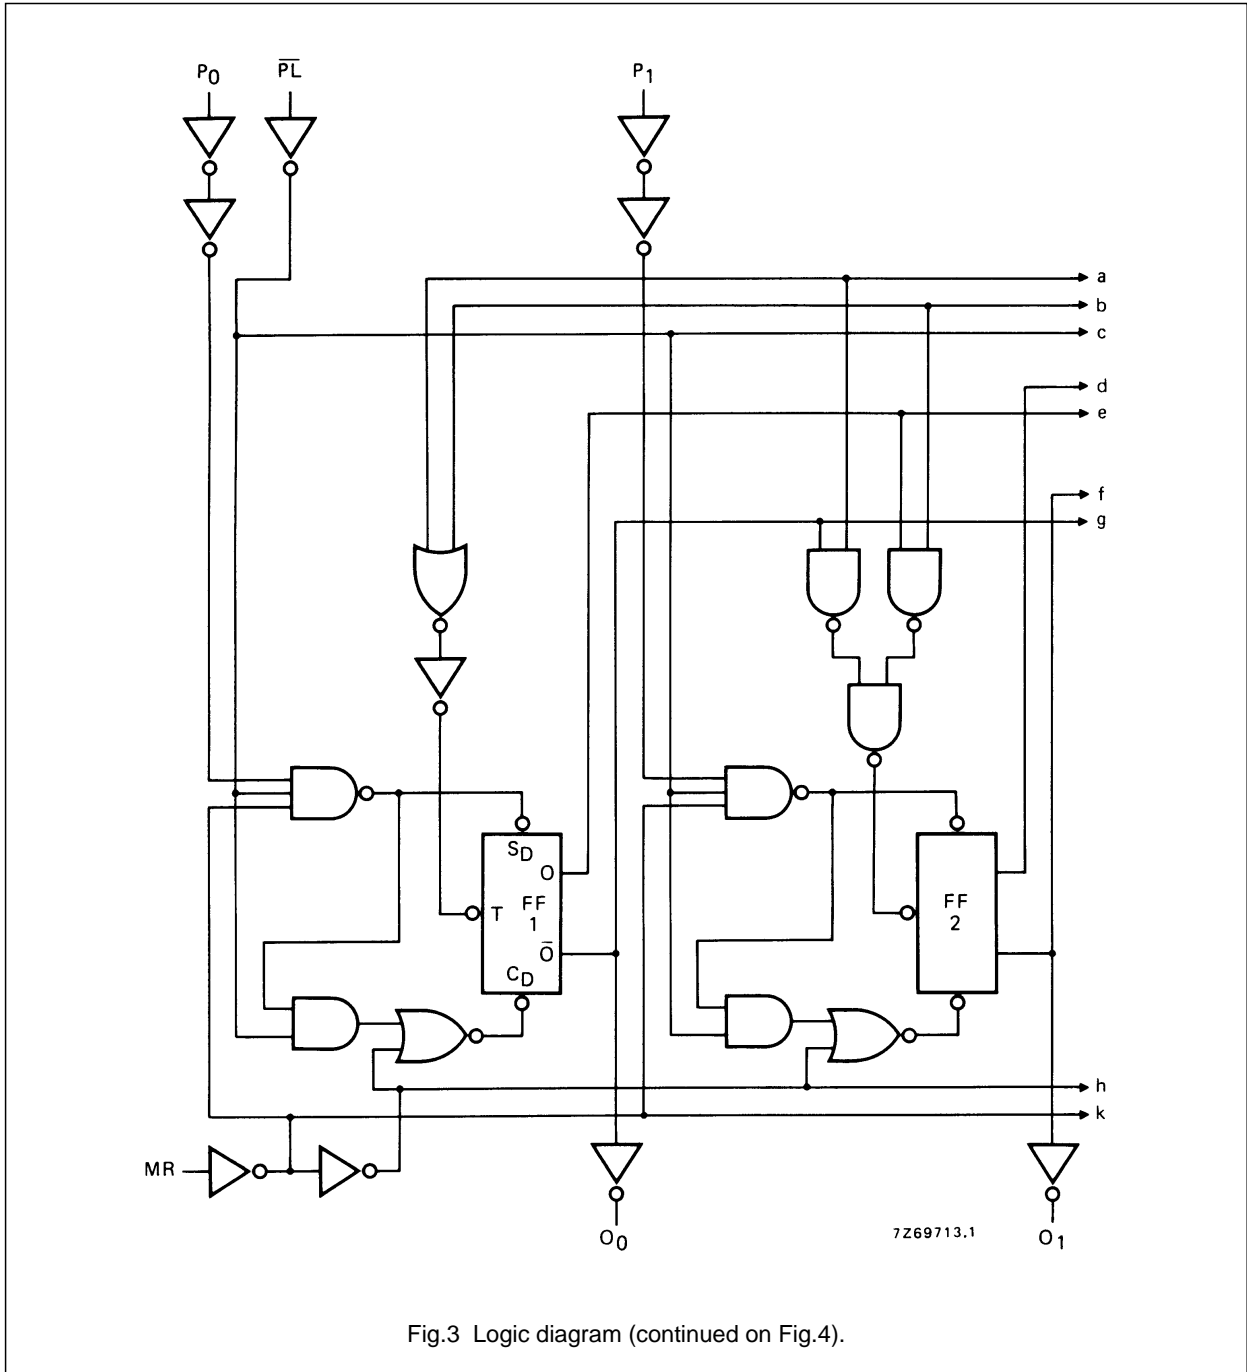 P0 P̅L̅ P1
a
b
c
d
e
f
g
SD
O
T FF 1
O̅
CD
FF 2
h
k
MR
O0 7Z69713.1 O1
Fig.3 Logic diagram (continued on Fig.4).